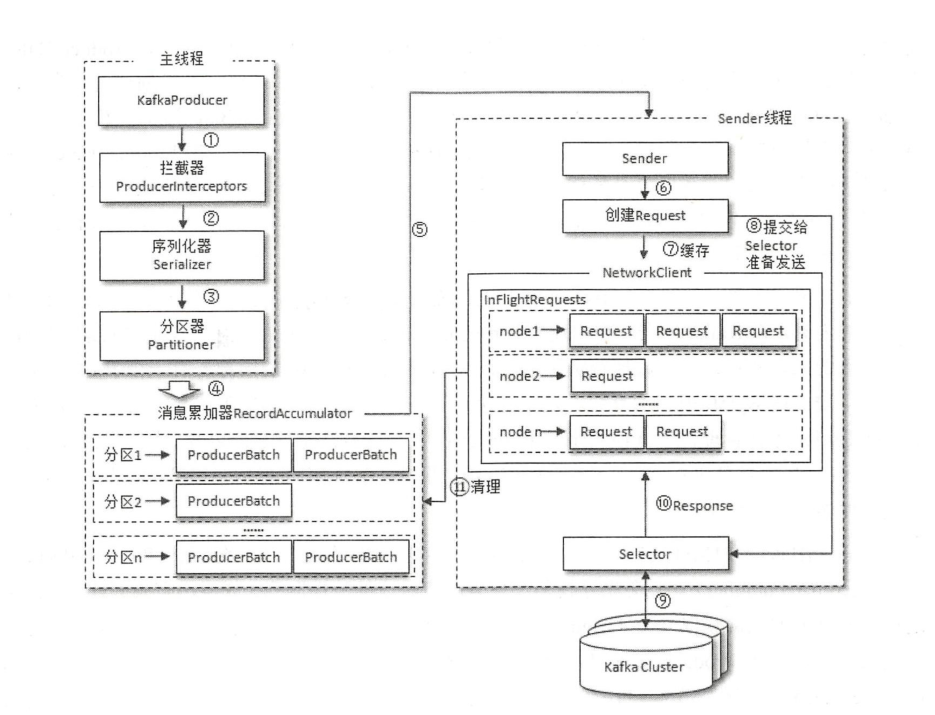 主线程
KafkaProducer
①
拦截器
ProducerInterceptors
②
序列化器
Serializer
③
分区器
Partitioner
④
消息累加器RecordAccumulator
分区1
ProducerBatch
ProducerBatch
分区2
ProducerBatch
......
分区n
ProducerBatch
ProducerBatch
⑤
Sender线程
Sender
⑥
创建Request
⑦缓存
⑧提交给
Selector
准备发送
NetworkClient
InFlightRequests
node1
Request
Request
Request
node2
Request
......
node n
Request
Request
⑪清理
⑩Response
Selector
⑨
Kafka Cluster